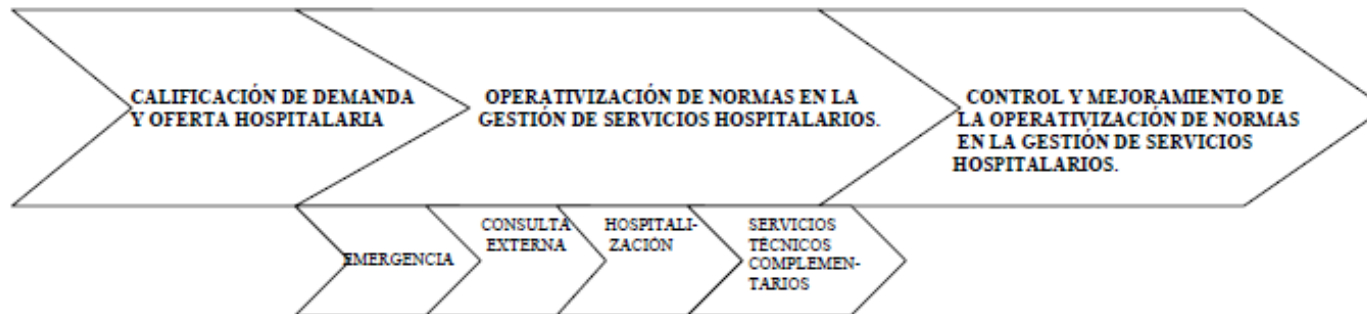 CALIFICACIÓN DE DEMANDA
Y OFERTA HOSPITALARIA
OPERATIVIZACIÓN DE NORMAS EN LA
GESTIÓN DE SERVICIOS HOSPITALARIOS.
CONTROL Y MEJORAMIENTO DE
LA OPERATIVIZACIÓN DE NORMAS
EN LA GESTIÓN DE SERVICIOS
HOSPITALARIOS.
EMERGENCIA
CONSULTA
EXTERNA
HOSPITALI-
ZACIÓN
SERVICIOS
TÉCNICOS
COMPLEMEN-
TARIOS